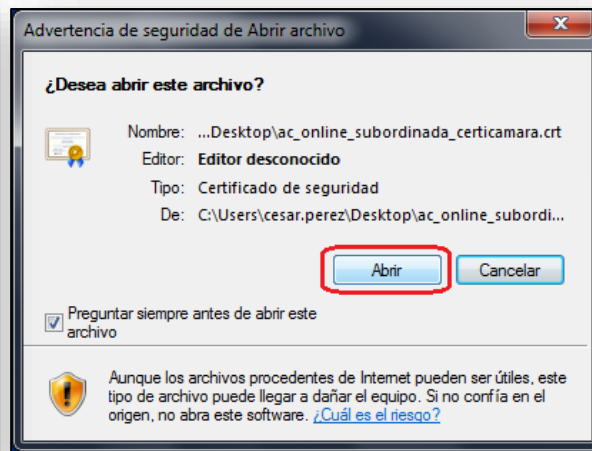 Advertencia de seguridad de Abrir archivo
¿Desea abrir este archivo?
Nombre: ...Desktop\ac_online_subordinada_certicamara.crt
Editor: Editor desconocido
Tipo: Certificado de seguridad
De: C:\Users\cesar.perez\Desktop\ac_online_subordi...
Abrir Cancelar
Preguntar siempre antes de abrir este
archivo
Aunque los archivos procedentes de Internet pueden ser útiles, este
tipo de archivo puede llegar a dañar el equipo. Si no confía en el
origen, no abra este software. ¿Cuál es el riesgo?